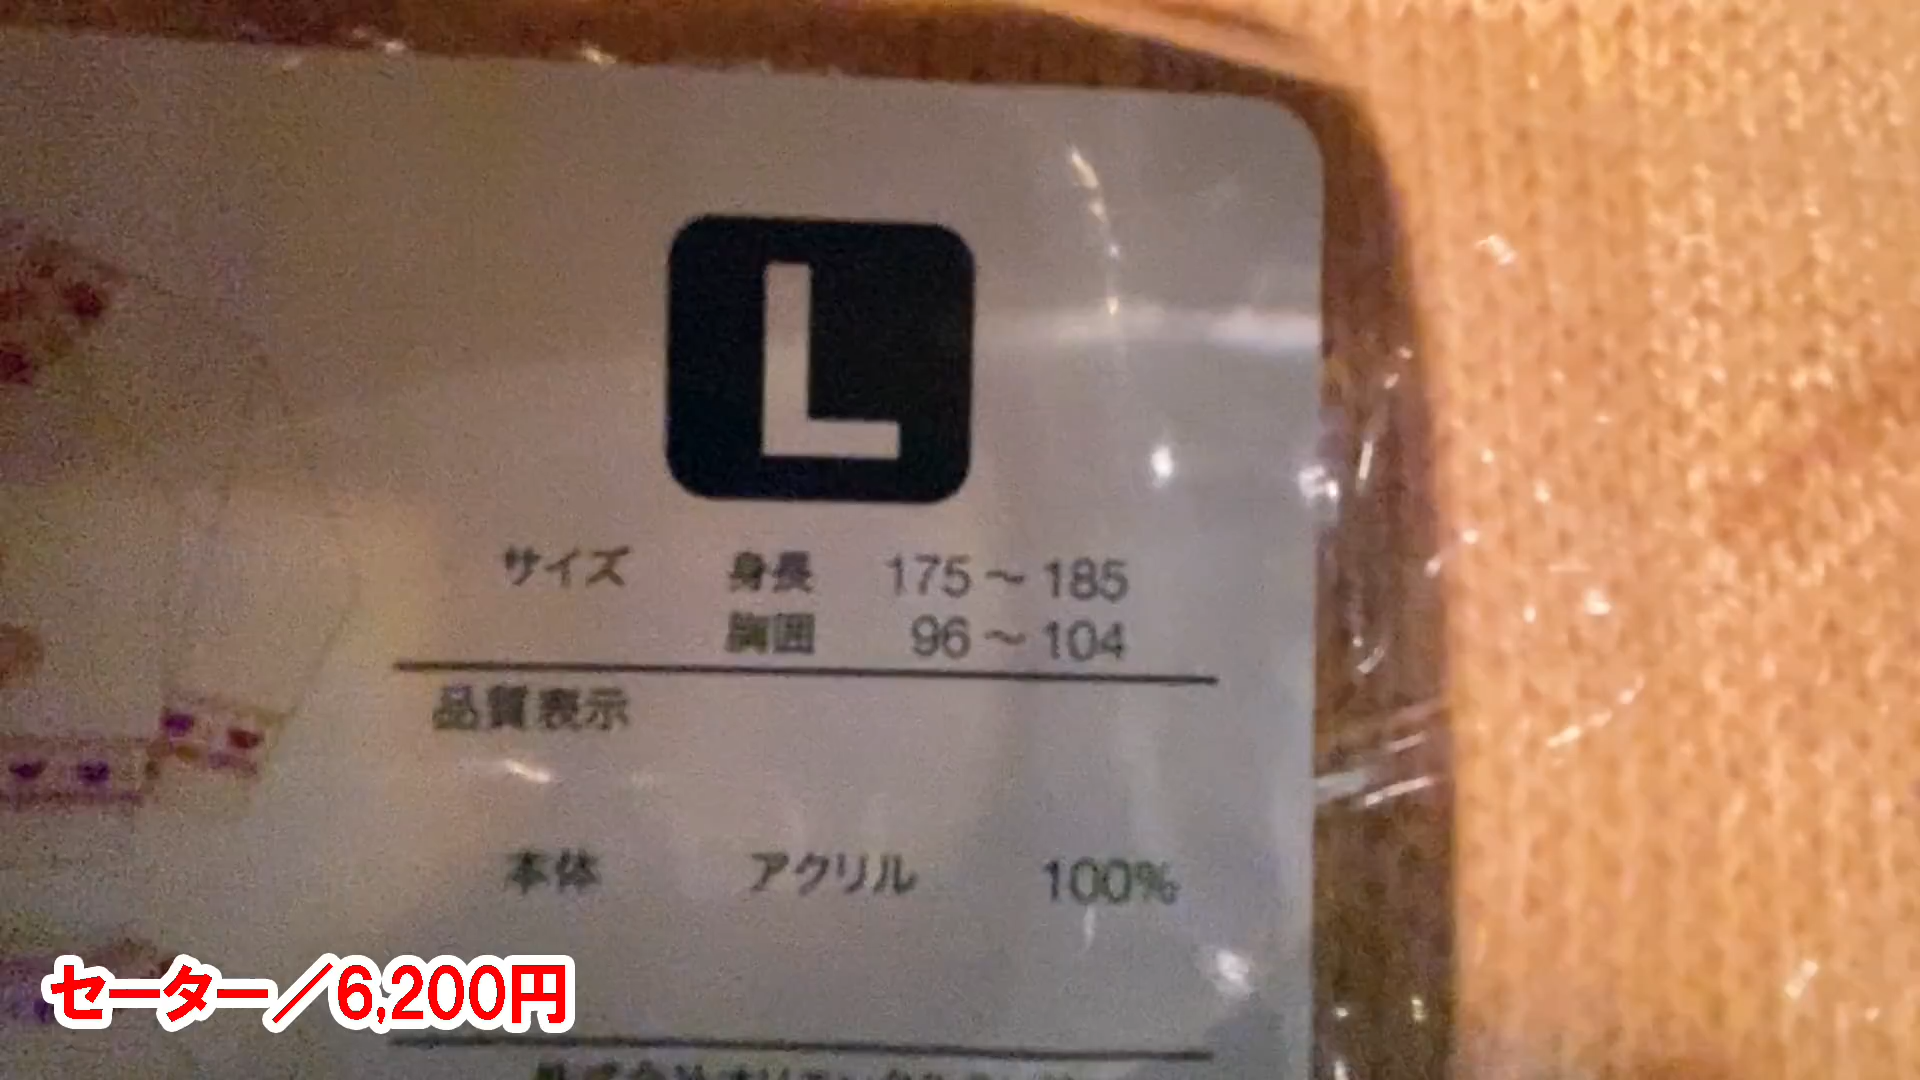 L
サイズ 身長 175～185
胸囲 96～104
品質表示
本体 アクリル 100%
セーター／6,200円